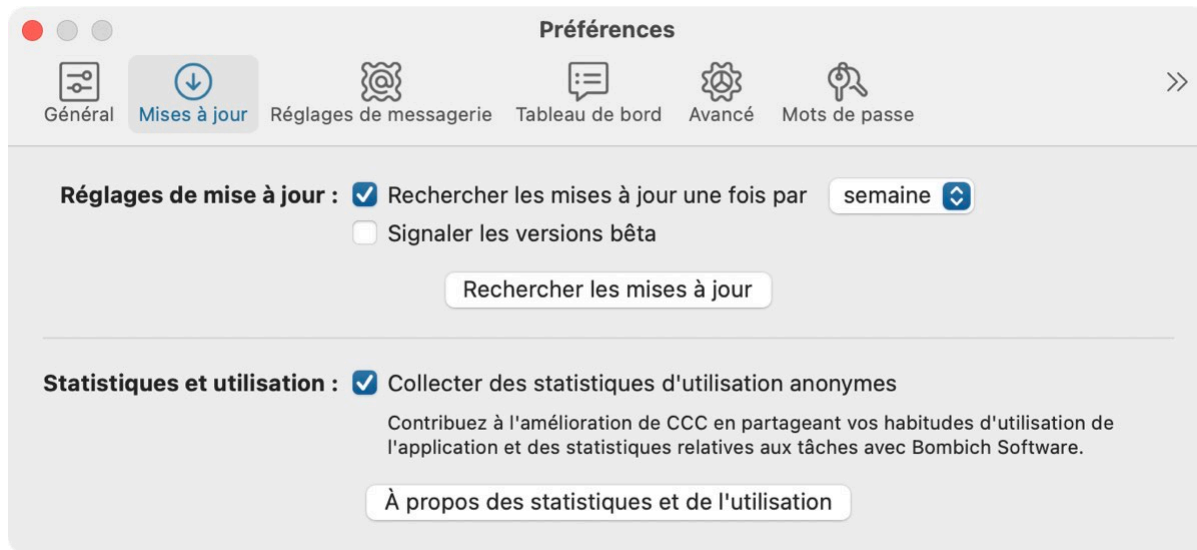 Préférences
Général
Mises à jour
Réglages de messagerie
Tableau de bord
Avancé
Mots de passe
Réglages de mise à jour : Rechercher les mises à jour une fois par semaine
Signaler les versions bêta
Rechercher les mises à jour
Statistiques et utilisation : Collecter des statistiques d'utilisation anonymes
Contribuez à l'amélioration de CCC en partageant vos habitudes d'utilisation de
l'application et des statistiques relatives aux tâches avec Bombich Software.
À propos des statistiques et de l'utilisation